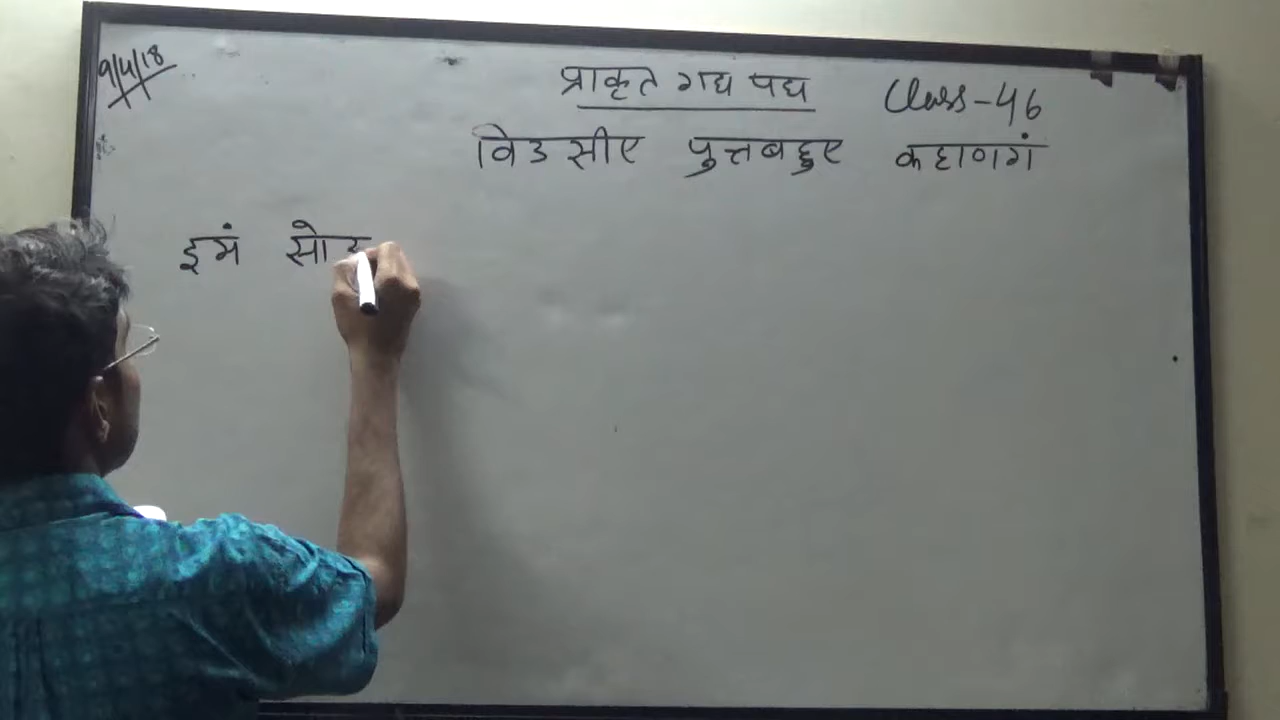 9/4/18
प्राकृत गद्य पद्य Class-46
विउसीए पुत्तबहुए कहाणगं
इमं